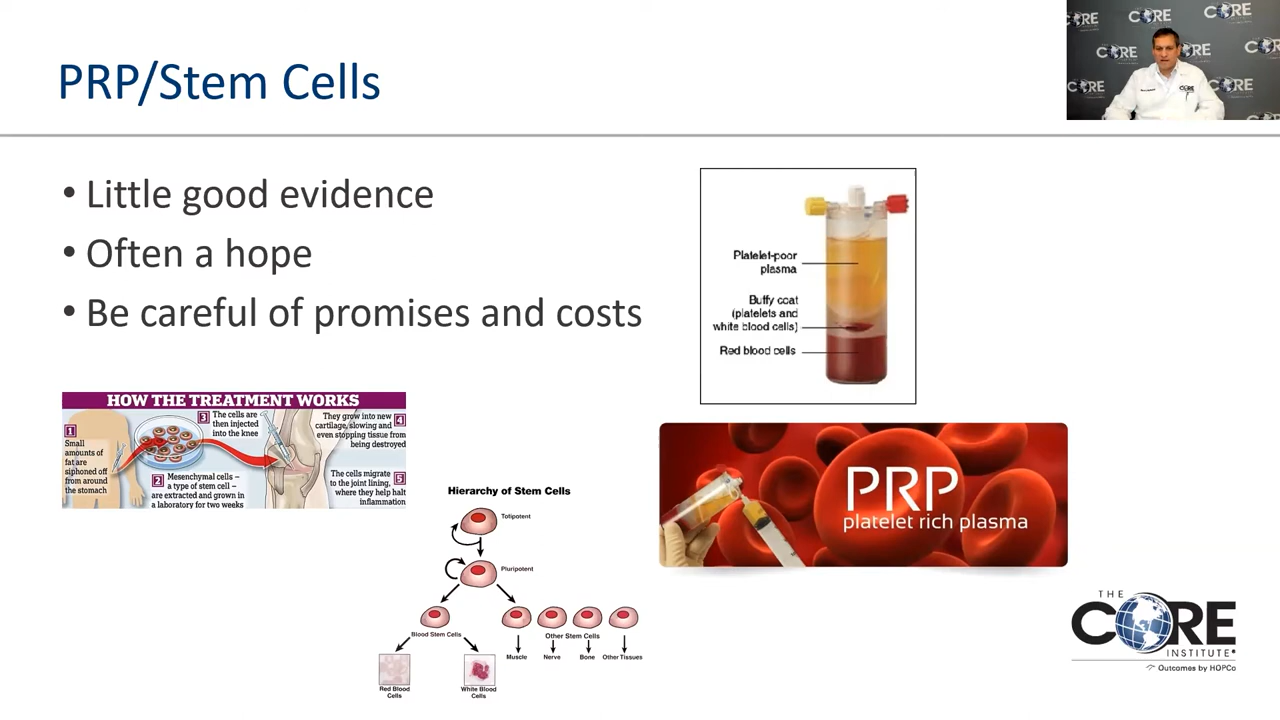 PRP/Stem Cells
• Little good evidence
• Often a hope
• Be careful of promises and costs
Platelet-poor
plasma
Buffy coat
(platelets and
white blood cells)
Red blood cells
HOW THE TREATMENT WORKS
1
Small
amounts of
fat are
siphoned off
from around
the stomach
2 Mesenchymal cells –
a type of stem cell –
are extracted and grown in
a laboratory for two weeks
3 The cells are
then injected
into the knee
They grow into new 4
cartilage, slowing and
even stopping tissue from
being destroyed
The cells migrate 5
to the joint lining,
where they help halt
inflammation
PRP
platelet rich plasma
Hierarchy of Stem Cells
Totipotent
Pluripotent
Blood Stem Cells
Other Stem Cells
Muscle
Nerve
Bone
Other Tissues
Red Blood
Cells
White Blood
Cells
THE
CORE
INSTITUTE®
Outcomes by HOPCo
CORE
CORE
CORE
CORE
CORE
CORE